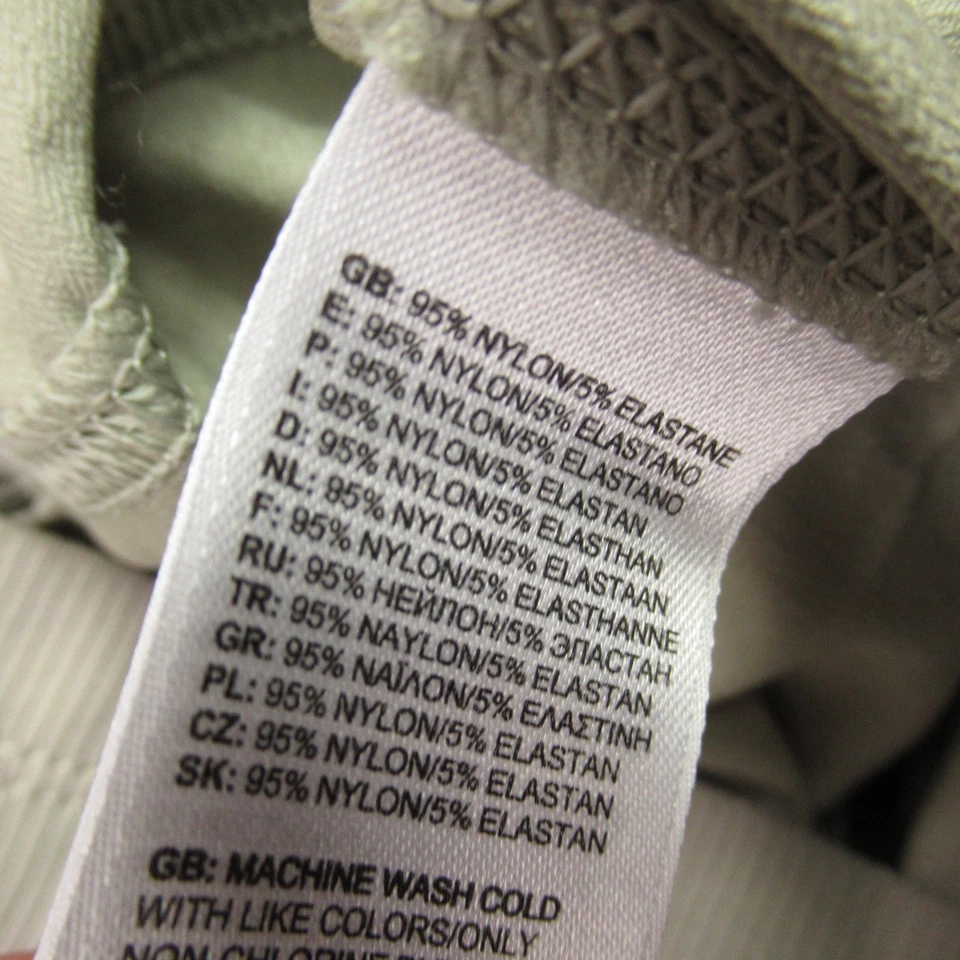 GB: 95% NYLON/5% ELASTANE
E: 95% NYLON/5% ELASTANO
P: 95% NYLON/5% ELASTANO
I: 95% NYLON/5% ELASTAN
D: 95% NYLON/5% ELASTHAN
NL: 95% NYLON/5% ELASTAAN
F: 95% NYLON/5% ELASTHANNE
RU: 95% НЕЙЛОН/5% ЭЛАСТАН
TR: 95% NAYLON/5% ELASTAN
GR: 95% ΝΑΪΛΟΝ/5% ΕΛΑΣΤΙΝΗ
PL: 95% NYLON/5% ELASTAN
CZ: 95% NYLON/5% ELASTAN
SK: 95% NYLON/5% ELASTAN
GB: MACHINE WASH COLD
WITH LIKE COLORS/ONLY
NON-CHLORINE